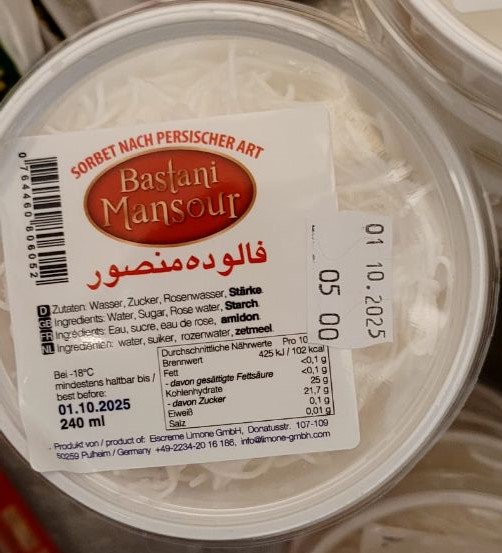 SORBET NACH PERSISCHER ART
Bastani
Mansour
فالوده منصور
0 764460 806052
D Zutaten: Wasser, Zucker, Rosenwasser, Stärke.
GB Ingredients: Water, Sugar, Rose water, Starch.
FR Ingrédients: Eau, sucre, eau de rose, amidon.
NL Ingrediënten: water, suiker, rozenwater, zetmeel
Bei -18°C
mindestens haltbar bis /
best before:
01.10.2025
240 ml
Durchschnittliche Nährwerte Pro 10
Brennwert 425 kJ / 102 kcal
Fett <0,1 g
- davon gesättigte Fettsäure <0,1 g
Kohlenhydrate 25 g
- davon Zucker 21,7 g
Eiweiß 0,1 g
Salz 0,01 g
Produkt von / product of: Eiscreme Limone GmbH, Donatusstr. 107-109
50259 Pulheim / Germany +49-2234-20 16 186, info@limone-gmbh.com
01 10.2025
05 00